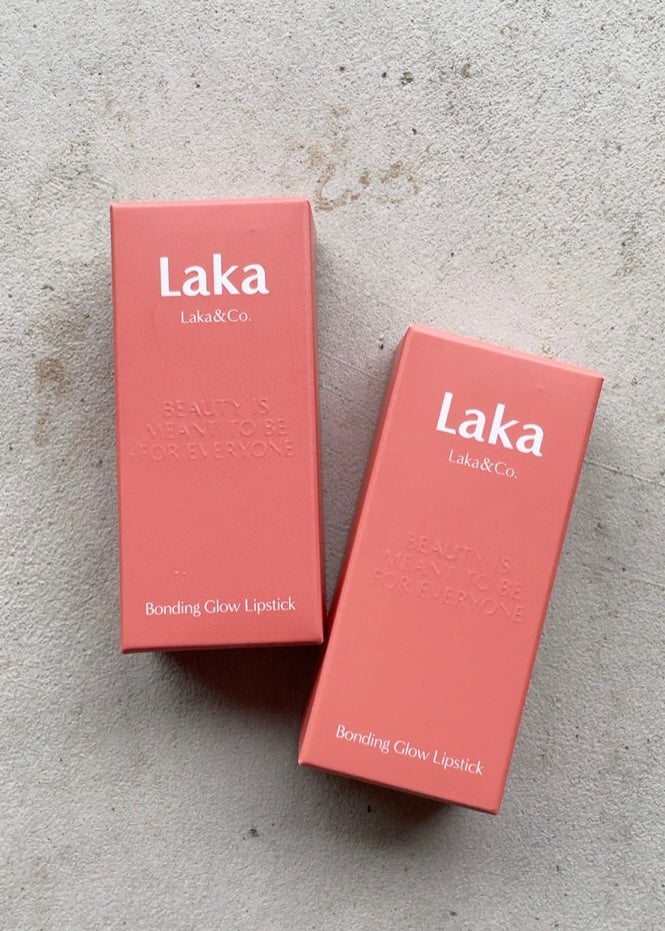 Laka
Laka&Co.
BEAUTY IS
MEANT TO BE
FOR EVERYONE
Bonding Glow Lipstick
Laka
Laka&Co.
BEAUTY IS
MEANT TO BE
FOR EVERYONE
Bonding Glow Lipstick